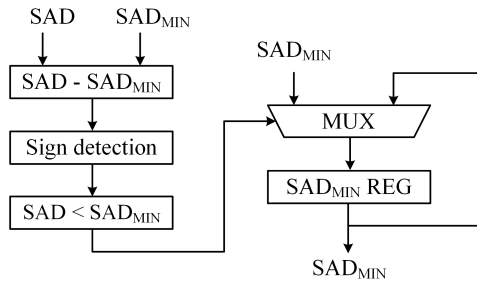 SAD SAD_MIN
SAD - SAD_MIN
Sign detection
SAD < SAD_MIN
SAD_MIN
MUX
SAD_MIN REG
SAD_MIN